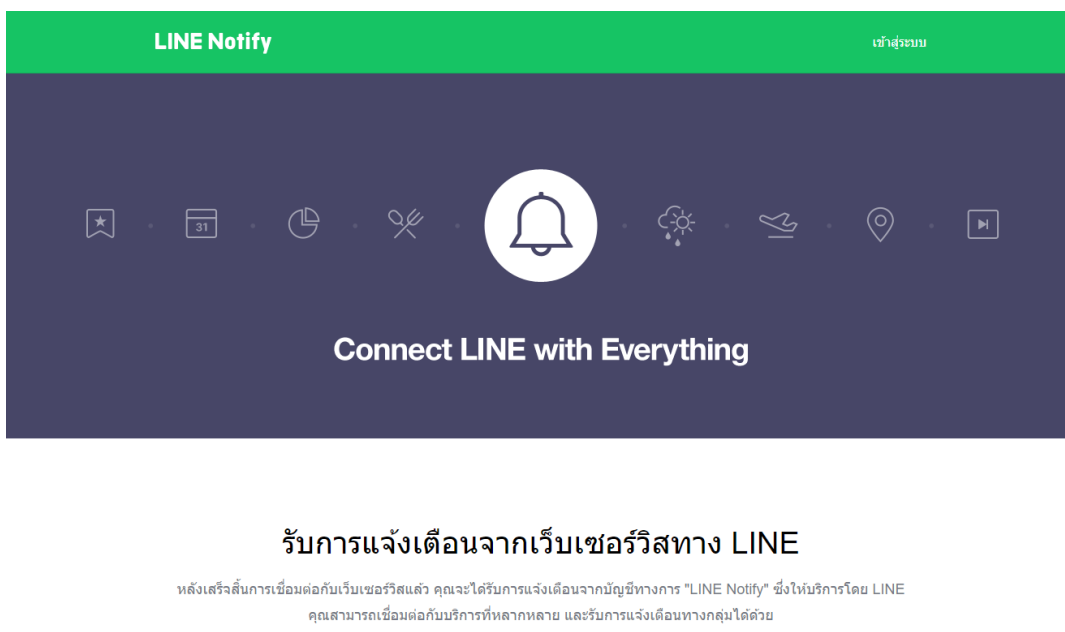 LINE Notify
เข้าสู่ระบบ
31
Connect LINE with Everything
รับการแจ้งเตือนจากเว็บเซอร์วิสทาง LINE
หลังเสร็จสิ้นการเชื่อมต่อกับเว็บเซอร์วิสแล้ว คุณจะได้รับการแจ้งเตือนจากบัญชีทางการ "LINE Notify" ซึ่งให้บริการโดย LINE
คุณสามารถเชื่อมต่อกับบริการที่หลากหลาย และรับการแจ้งเตือนทางกลุ่มได้ด้วย